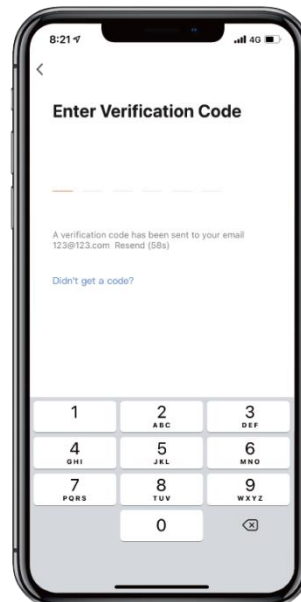 8:21
4G
Enter Verification Code
A verification code has been sent to your email
123@123.com Resend (58s)
Didn't get a code?
1
2
ABC
3
DEF
4
GHI
5
JKL
6
MNO
7
PQRS
8
TUV
9
WXYZ
0